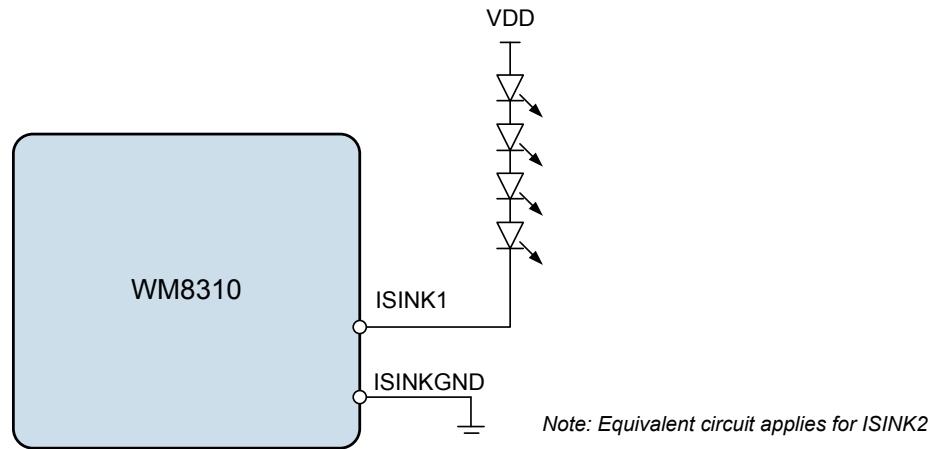 VDD
WM8310
ISINK1
ISINKGND
Note: Equivalent circuit applies for ISINK2